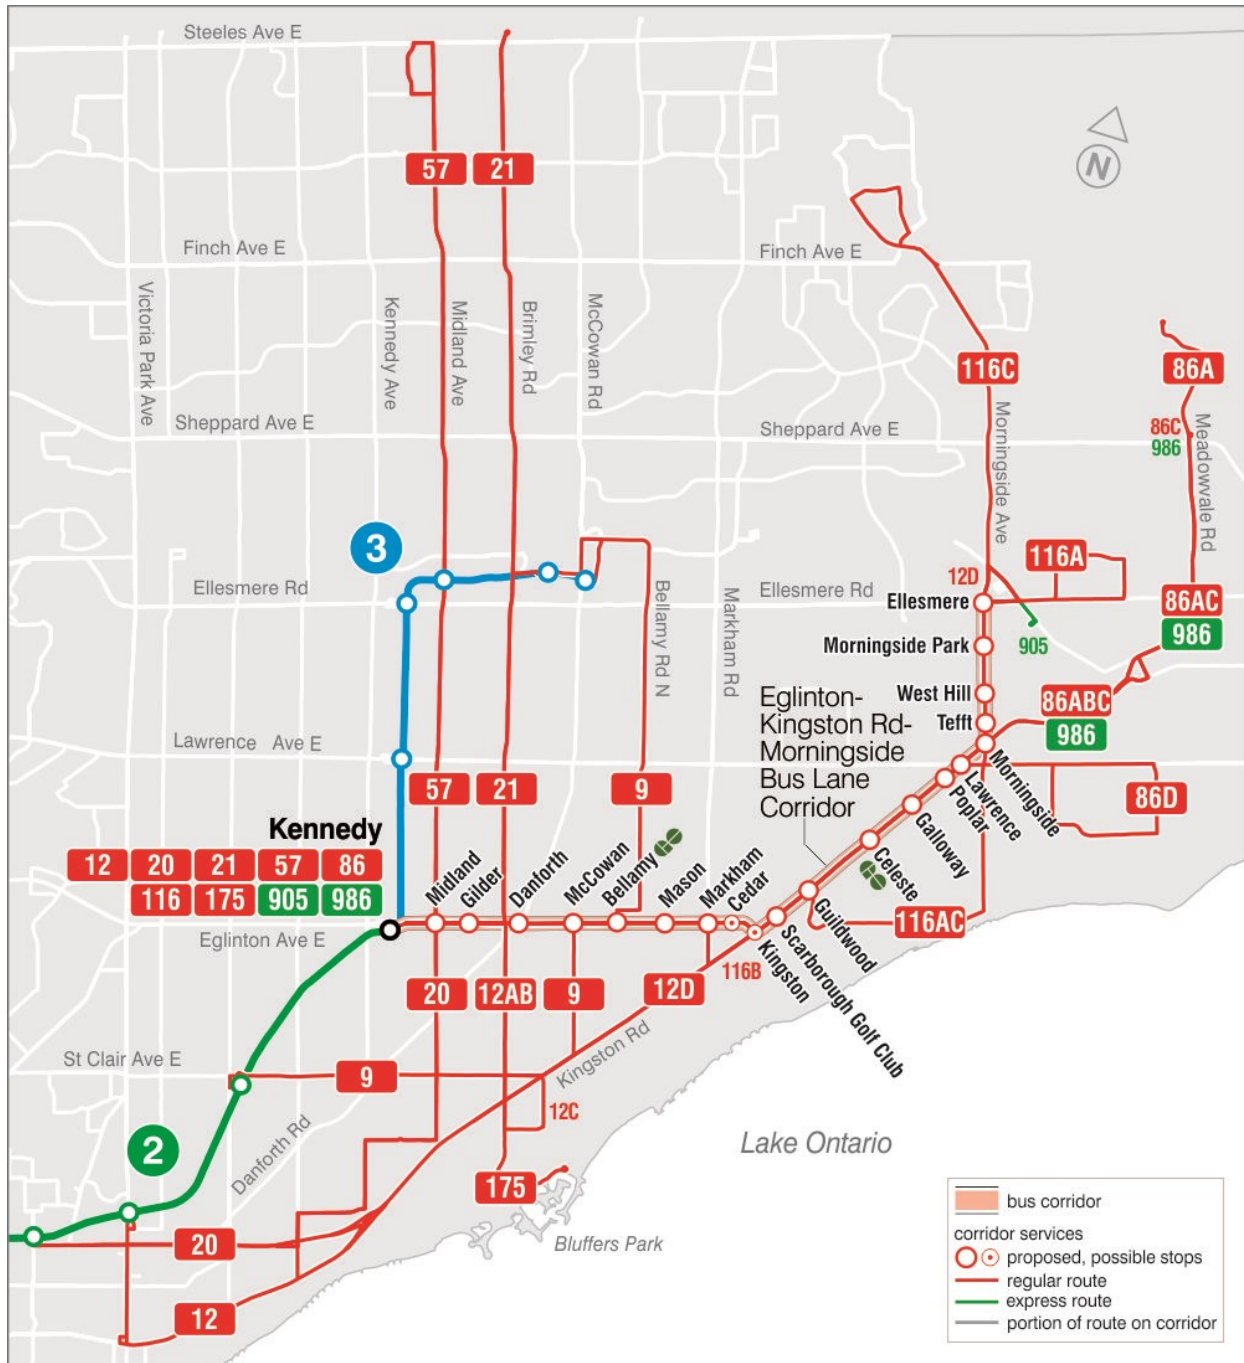 Steeles Ave E
57
21
Finch Ave E
Finch Ave E
N
Victoria Park Ave
Kennedy Ave
Midland Ave
Brimley Rd
McCowan Rd
116C
86A
Morningside Ave
Meadowvale Rd
Sheppard Ave E
Sheppard Ave E
86C
986
3
116A
12D
Ellesmere Rd
Bellamy Rd N
Markham Rd
Ellesmere Rd
Ellesmere
86AC
986
905
Morningside Park
West Hill
Tefft
86ABC
986
Eglinton-
Kingston Rd-
Morningside
Bus Lane
Corridor
Lawrence Ave E
57
21
9
Morningside
Lawrence
Poplar
Galloway
86D
Kennedy
12
20
21
57
86
116
175
905
986
Midland
Gilder
Danforth
McCowan
Bellamy
Mason
Markham
Cedar
Celeste
Guildwood
116AC
Eglinton Ave E
Kingston
Scarborough Golf Club
116B
20
12AB
9
12D
St Clair Ave E
9
Kingston Rd
12C
Danforth Rd
2
Lake Ontario
175
Bluffers Park
20
12
bus corridor
corridor services
proposed, possible stops
regular route
express route
portion of route on corridor